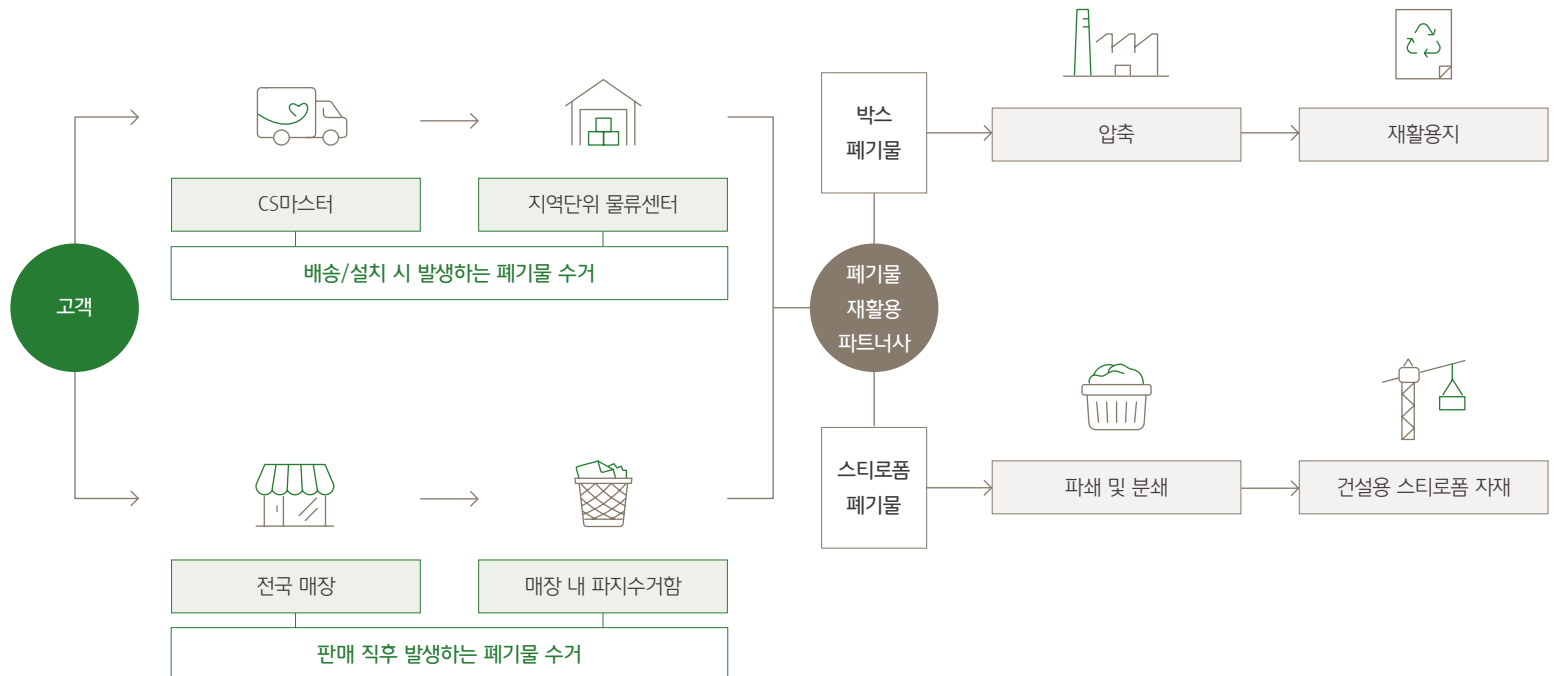 고객
CS마스터
지역단위 물류센터
배송/설치 시 발생하는 폐기물 수거
전국 매장
매장 내 파지수거함
판매 직후 발생하는 폐기물 수거
폐기물
재활용
파트너사
박스
폐기물
압축
재활용지
스티로폼
폐기물
파쇄 및 분쇄
건설용 스티로폼 자재